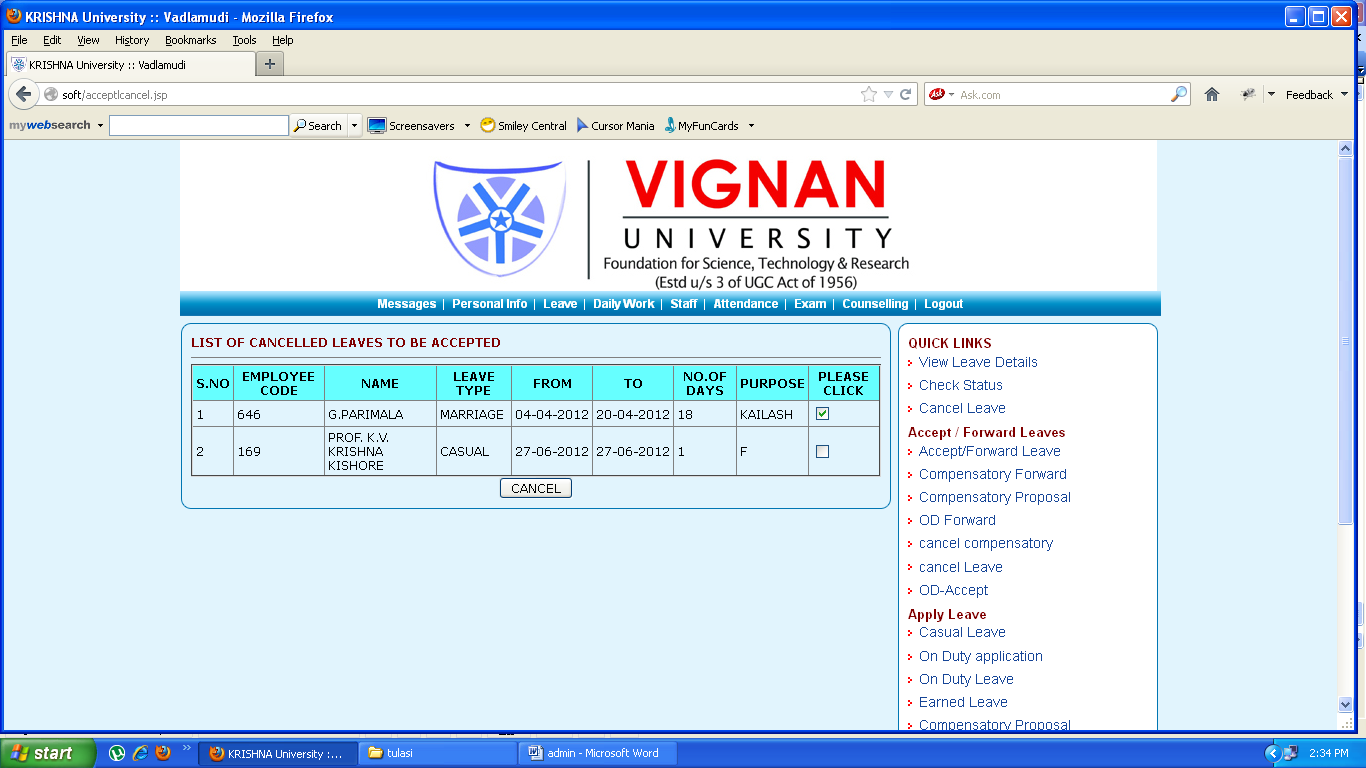 KRISHNA University :: Vadlamudi - Mozilla Firefox
File Edit View History Bookmarks Tools Help
KRISHNA University :: Vadlamudi
soft/acceptlcancel.jsp
Ask Ask.com
Feedback
mywebsearch Search Screensavers Smiley Central Cursor Mania MyFunCards
VIGNAN
UNIVERSITY
Foundation for Science, Technology & Research
(Estd u/s 3 of UGC Act of 1956)
Messages | Personal Info | Leave | Daily Work | Staff | Attendance | Exam | Counselling | Logout
LIST OF CANCELLED LEAVES TO BE ACCEPTED
S.NO EMPLOYEE CODE NAME LEAVE TYPE FROM TO NO.OF DAYS PURPOSE PLEASE CLICK
1 646 G.PARIMALA MARRIAGE 04-04-2012 20-04-2012 18 KAILASH
2 169 PROF. K.V. KRISHNA KISHORE CASUAL 27-06-2012 27-06-2012 1 F
CANCEL
QUICK LINKS
View Leave Details
Check Status
Cancel Leave
Accept / Forward Leaves
Accept/Forward Leave
Compensatory Forward
Compensatory Proposal
OD Forward
cancel compensatory
cancel Leave
OD-Accept
Apply Leave
Casual Leave
On Duty application
On Duty Leave
Earned Leave
Compensatory Proposal
start KRISHNA University :... tulasi admin - Microsoft Word 2:34 PM